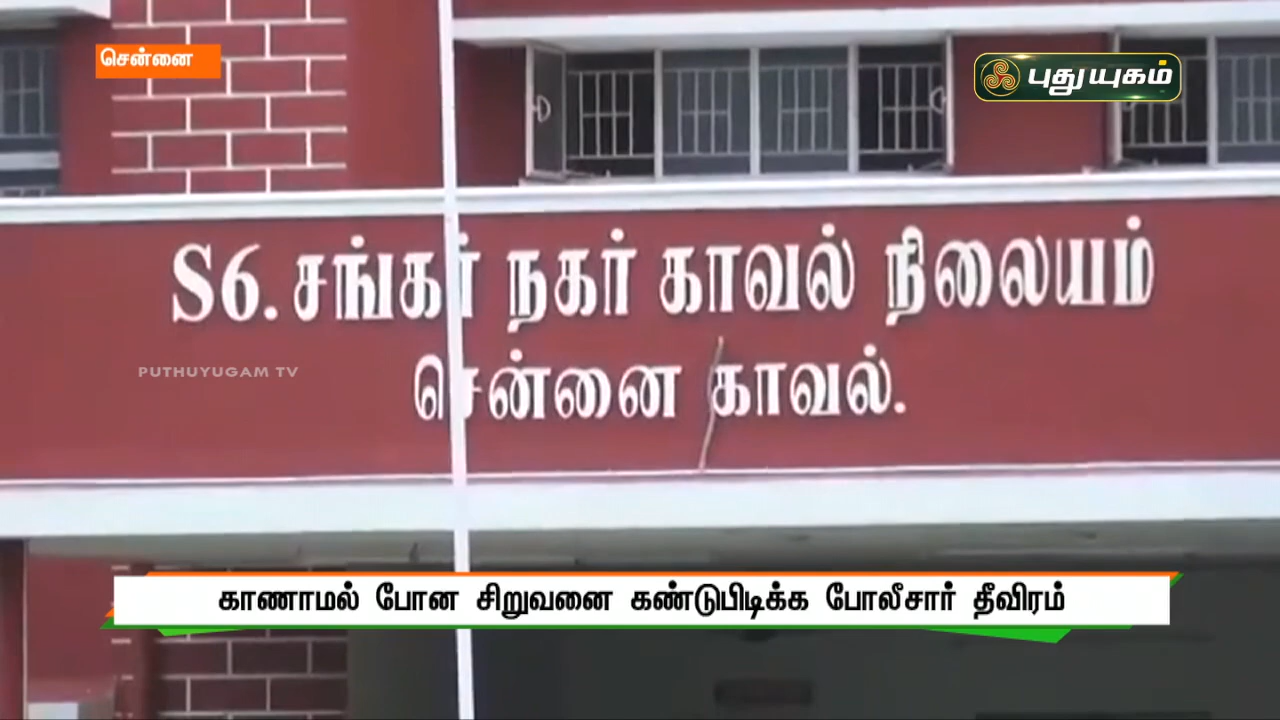 சென்னை
புதுயுகம்
S6. சங்கர் நகர் காவல் நிலையம்
PUTHUYUGAM TV
சென்னை காவல்.
காணாமல் போன சிறுவனை கண்டுபிடிக்க போலீசார் தீவிரம்